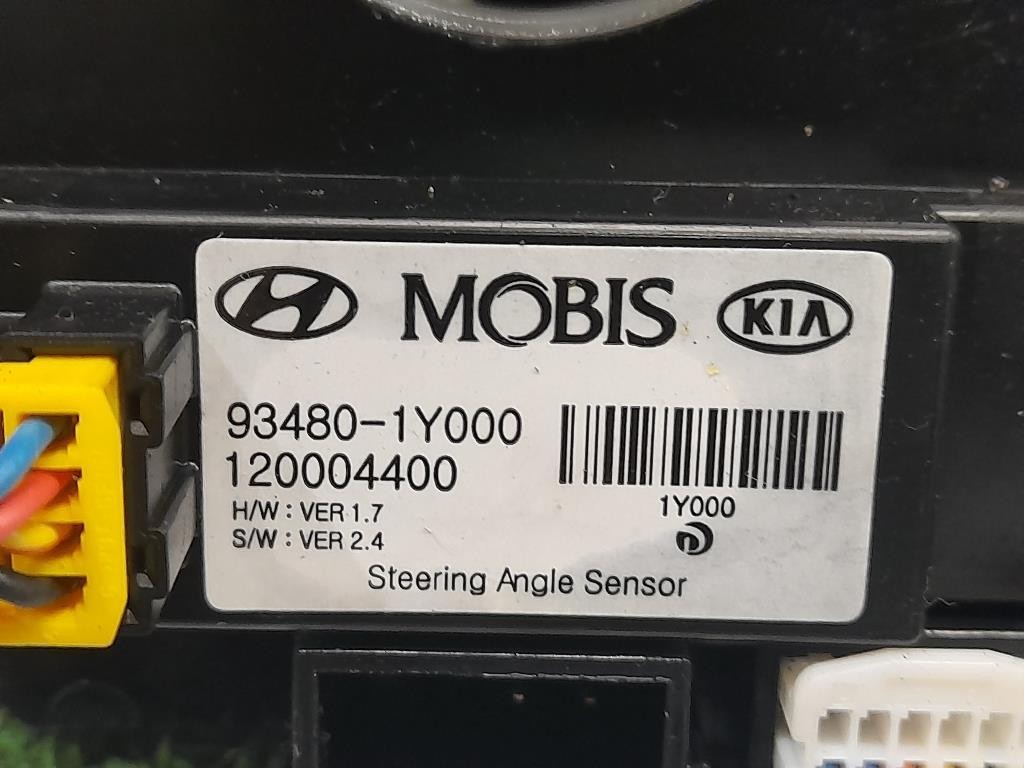 MOBIS KIA
93480-1Y000
120004400
H/W : VER 1.7
S/W : VER 2.4
1Y000
Steering Angle Sensor